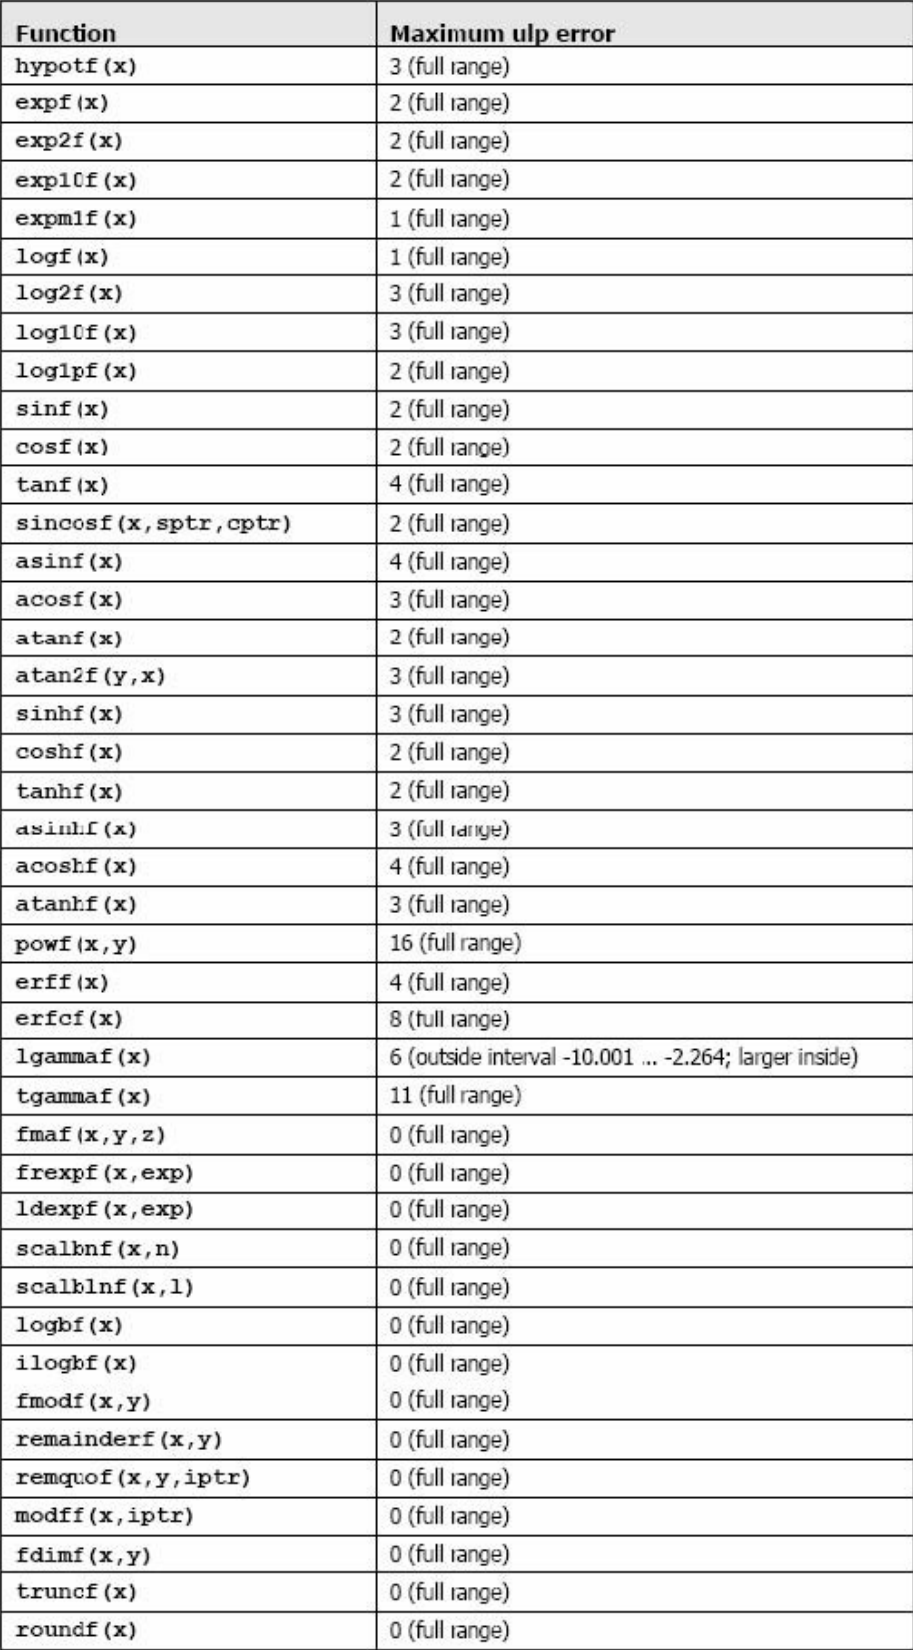 Function Maximum ulp error
hypotf(x) 3 (full range)
expf(x) 2 (full range)
exp2f(x) 2 (full range)
exp10f(x) 2 (full range)
expm1f(x) 1 (full range)
logf(x) 1 (full range)
log2f(x) 3 (full range)
log10f(x) 3 (full range)
log1pf(x) 2 (full range)
sinf(x) 2 (full range)
cosf(x) 2 (full range)
tanf(x) 4 (full range)
sincosf(x,sptr,cptr) 2 (full range)
asinf(x) 4 (full range)
acosf(x) 3 (full range)
atanf(x) 2 (full range)
atan2f(y,x) 3 (full range)
sinhf(x) 3 (full range)
coshf(x) 2 (full range)
tanhf(x) 2 (full range)
asinhf(x) 3 (full range)
acoshf(x) 4 (full range)
atanhf(x) 3 (full range)
powf(x,y) 16 (full range)
erff(x) 4 (full range)
erfcf(x) 8 (full range)
lgammaf(x) 6 (outside interval -10.001 ... -2.264; larger inside)
tgammaf(x) 11 (full range)
fmaf(x,y,z) 0 (full range)
frexpf(x,exp) 0 (full range)
ldexpf(x,exp) 0 (full range)
scalbnf(x,n) 0 (full range)
scalblnf(x,l) 0 (full range)
logbf(x) 0 (full range)
ilogbf(x) 0 (full range)
fmodf(x,y) 0 (full range)
remainderf(x,y) 0 (full range)
remquof(x,y,iptr) 0 (full range)
modff(x,iptr) 0 (full range)
fdimf(x,y) 0 (full range)
truncf(x) 0 (full range)
roundf(x) 0 (full range)